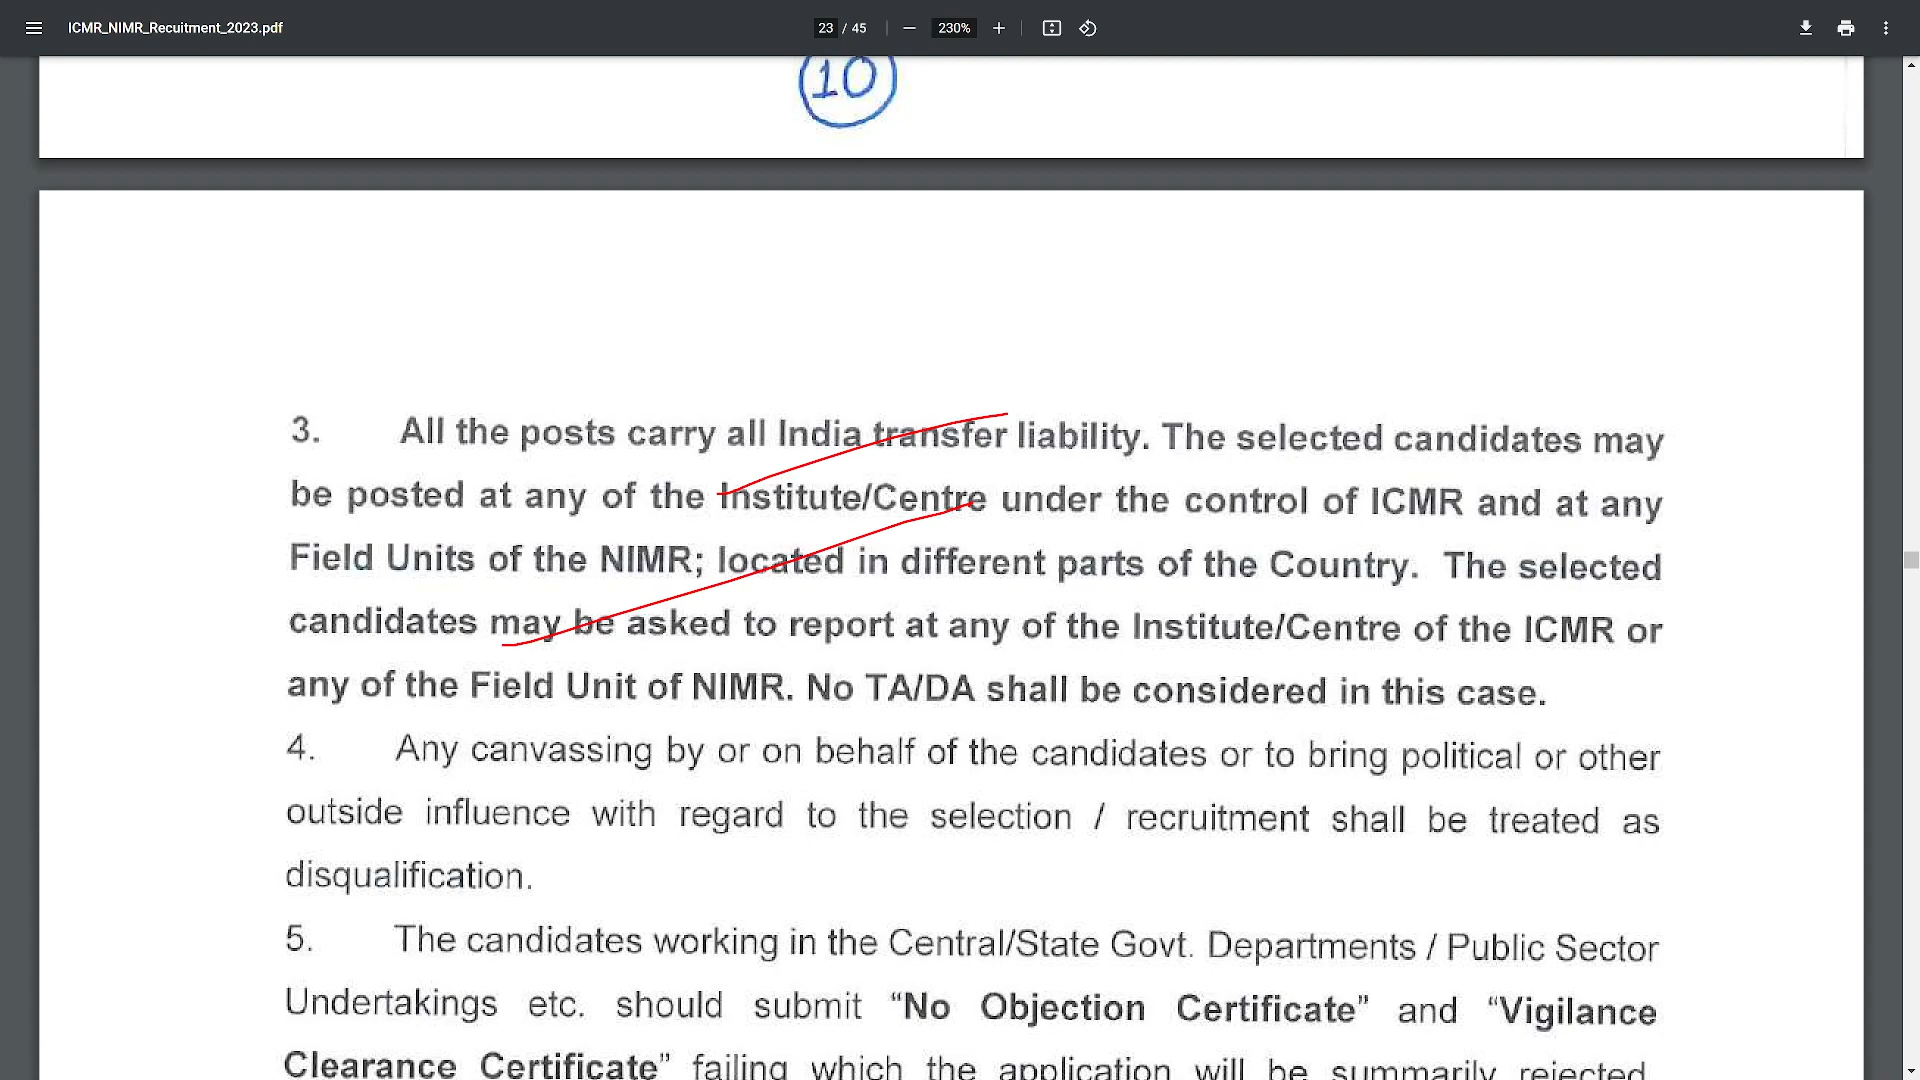 ICMR_NIMR_Recuitment_2023.pdf
23 / 45
230%
10
3. All the posts carry all India transfer liability. The selected candidates may
be posted at any of the Institute/Centre under the control of ICMR and at any
Field Units of the NIMR; located in different parts of the Country. The selected
candidates may be asked to report at any of the Institute/Centre of the ICMR or
any of the Field Unit of NIMR. No TA/DA shall be considered in this case.
4. Any canvassing by or on behalf of the candidates or to bring political or other
outside influence with regard to the selection / recruitment shall be treated as
disqualification.
5. The candidates working in the Central/State Govt. Departments / Public Sector
Undertakings etc. should submit “No Objection Certificate” and “Vigilance
Clearance Certificate” failing which the application will be summarily rejected.